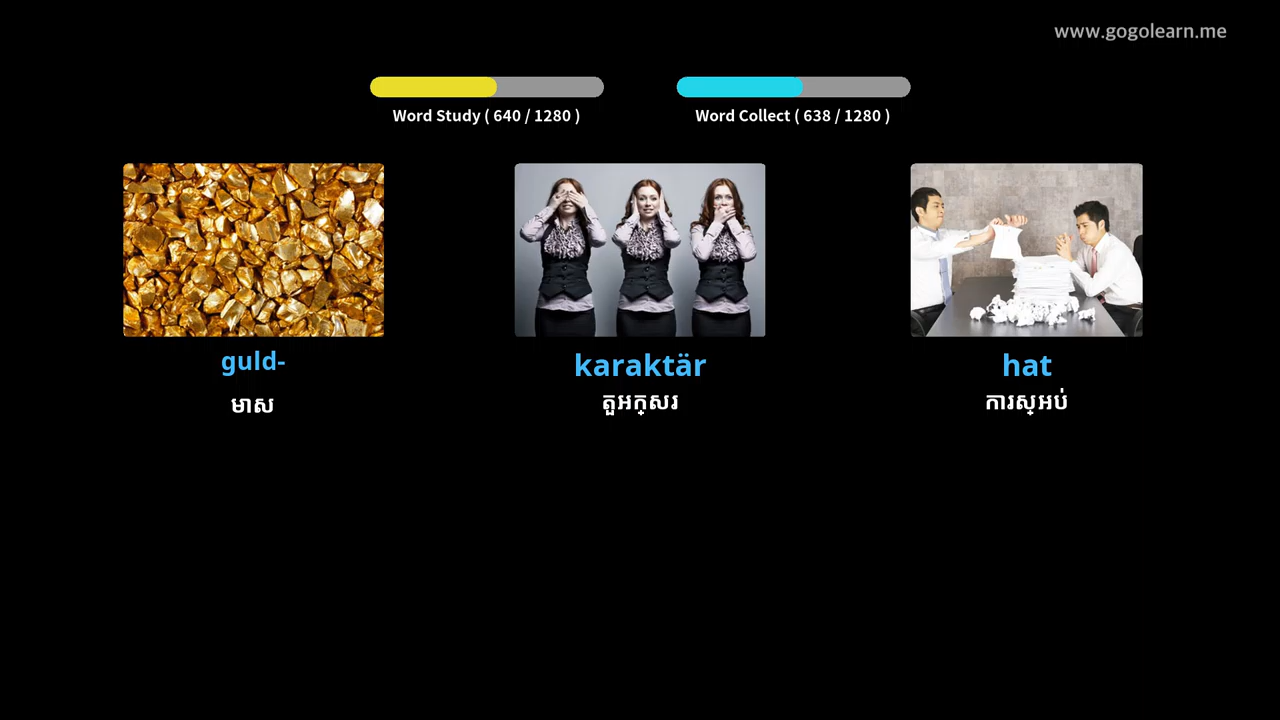 www.gogolearn.me
Word Study ( 640 / 1280 )
Word Collect ( 638 / 1280 )
guld-
karaktär
hat
មាស
តួអក្សរ
ការស្អប់